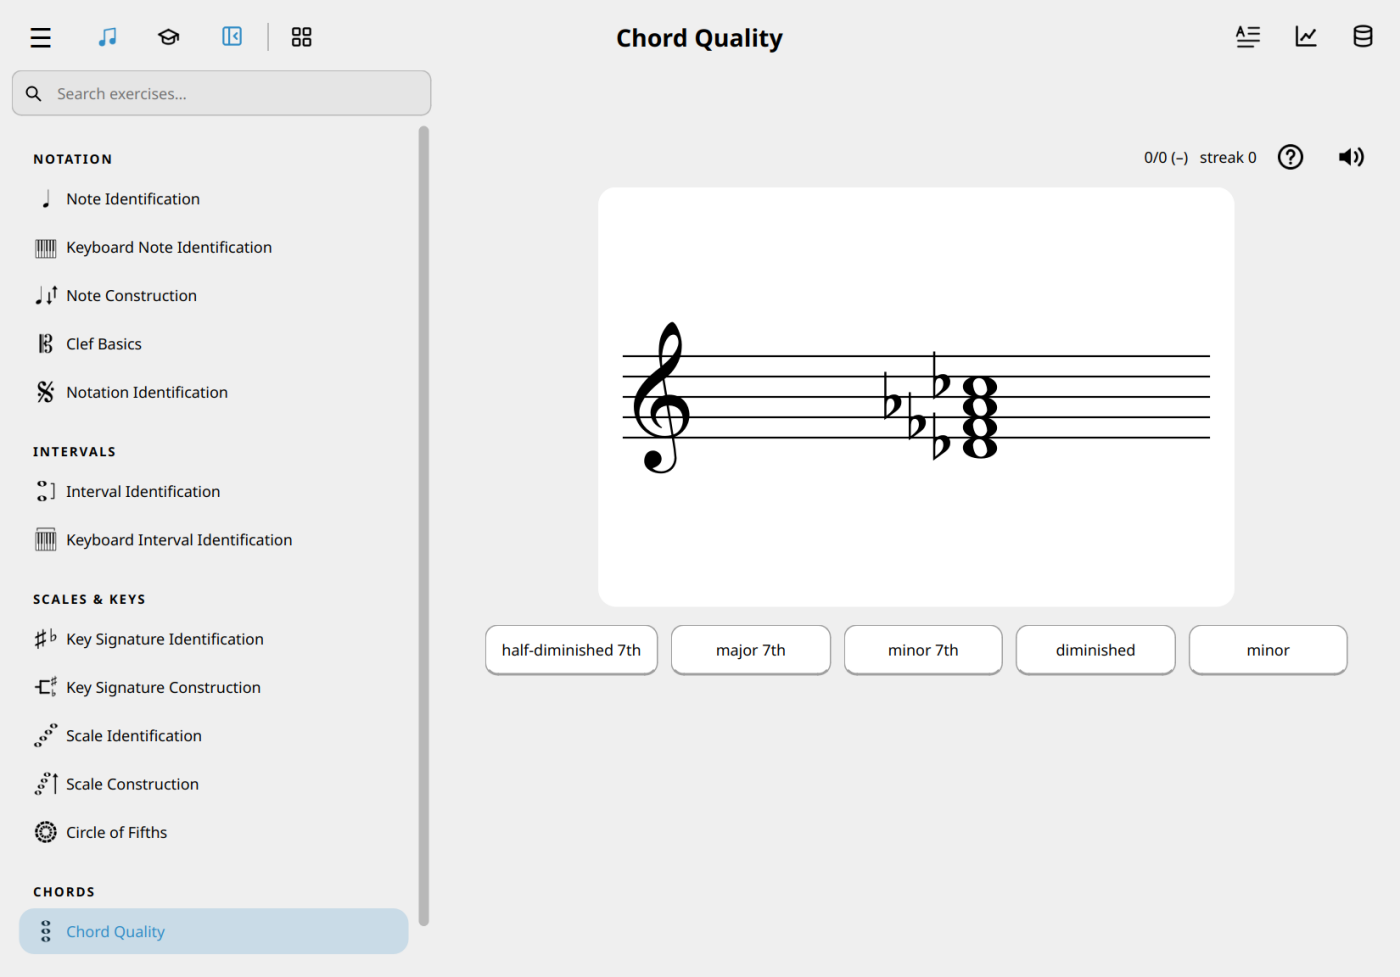 Chord Quality
Search exercises...
0/0 (–) streak 0
NOTATION
Note Identification
Keyboard Note Identification
Note Construction
Clef Basics
Notation Identification
INTERVALS
Interval Identification
Keyboard Interval Identification
SCALES & KEYS
Key Signature Identification
Key Signature Construction
Scale Identification
Scale Construction
Circle of Fifths
CHORDS
Chord Quality
half-diminished 7th
major 7th
minor 7th
diminished
minor